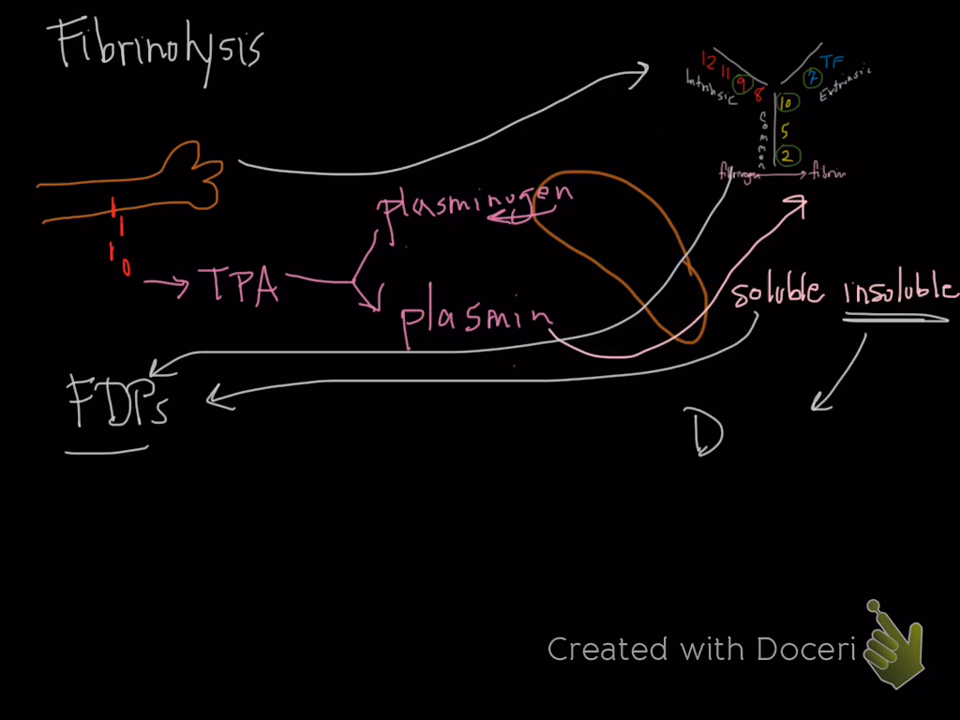 Fibrinolysis
12 11 9 8
Intrinsic
7 TF
Extrinsic
10
5
2
Common
fibrinogen fibrin
plasminogen
TPA
plasmin
soluble insoluble
FDPs
D
Created with Doceri